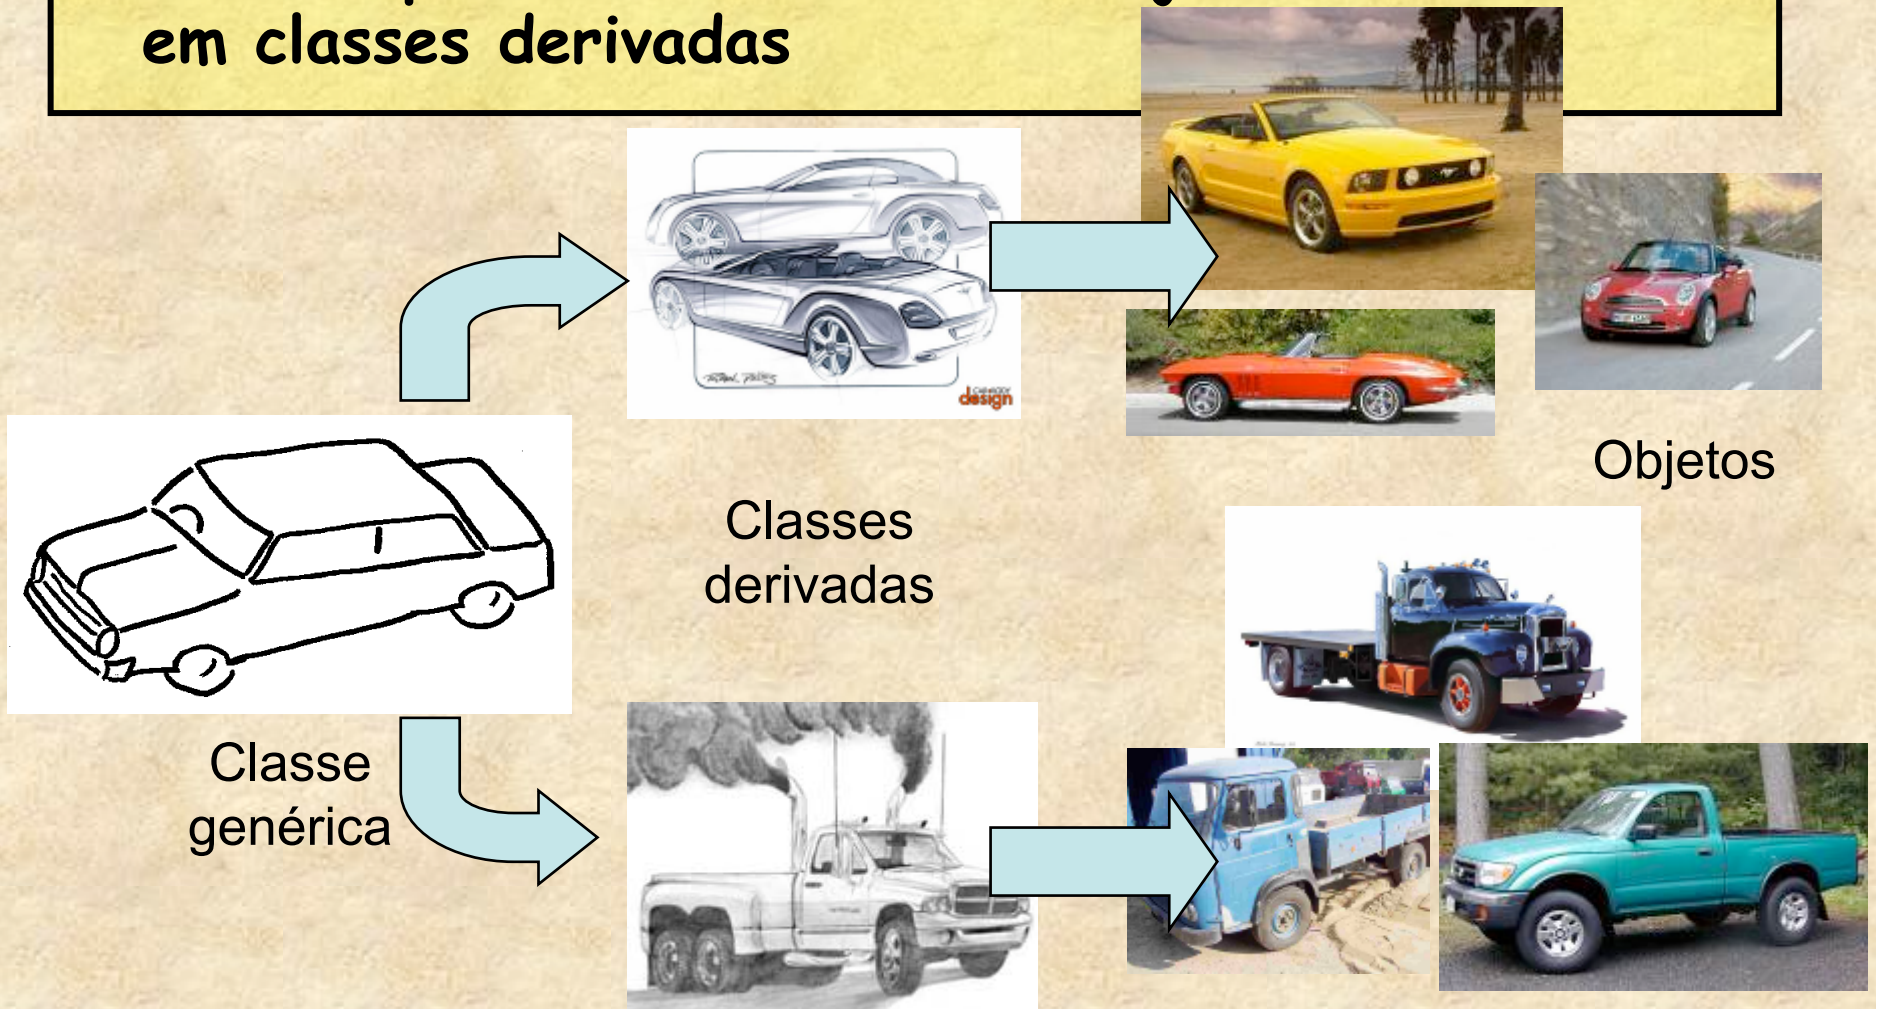 em classes derivadas
design
Objetos
Classes
derivadas
Classe
genérica